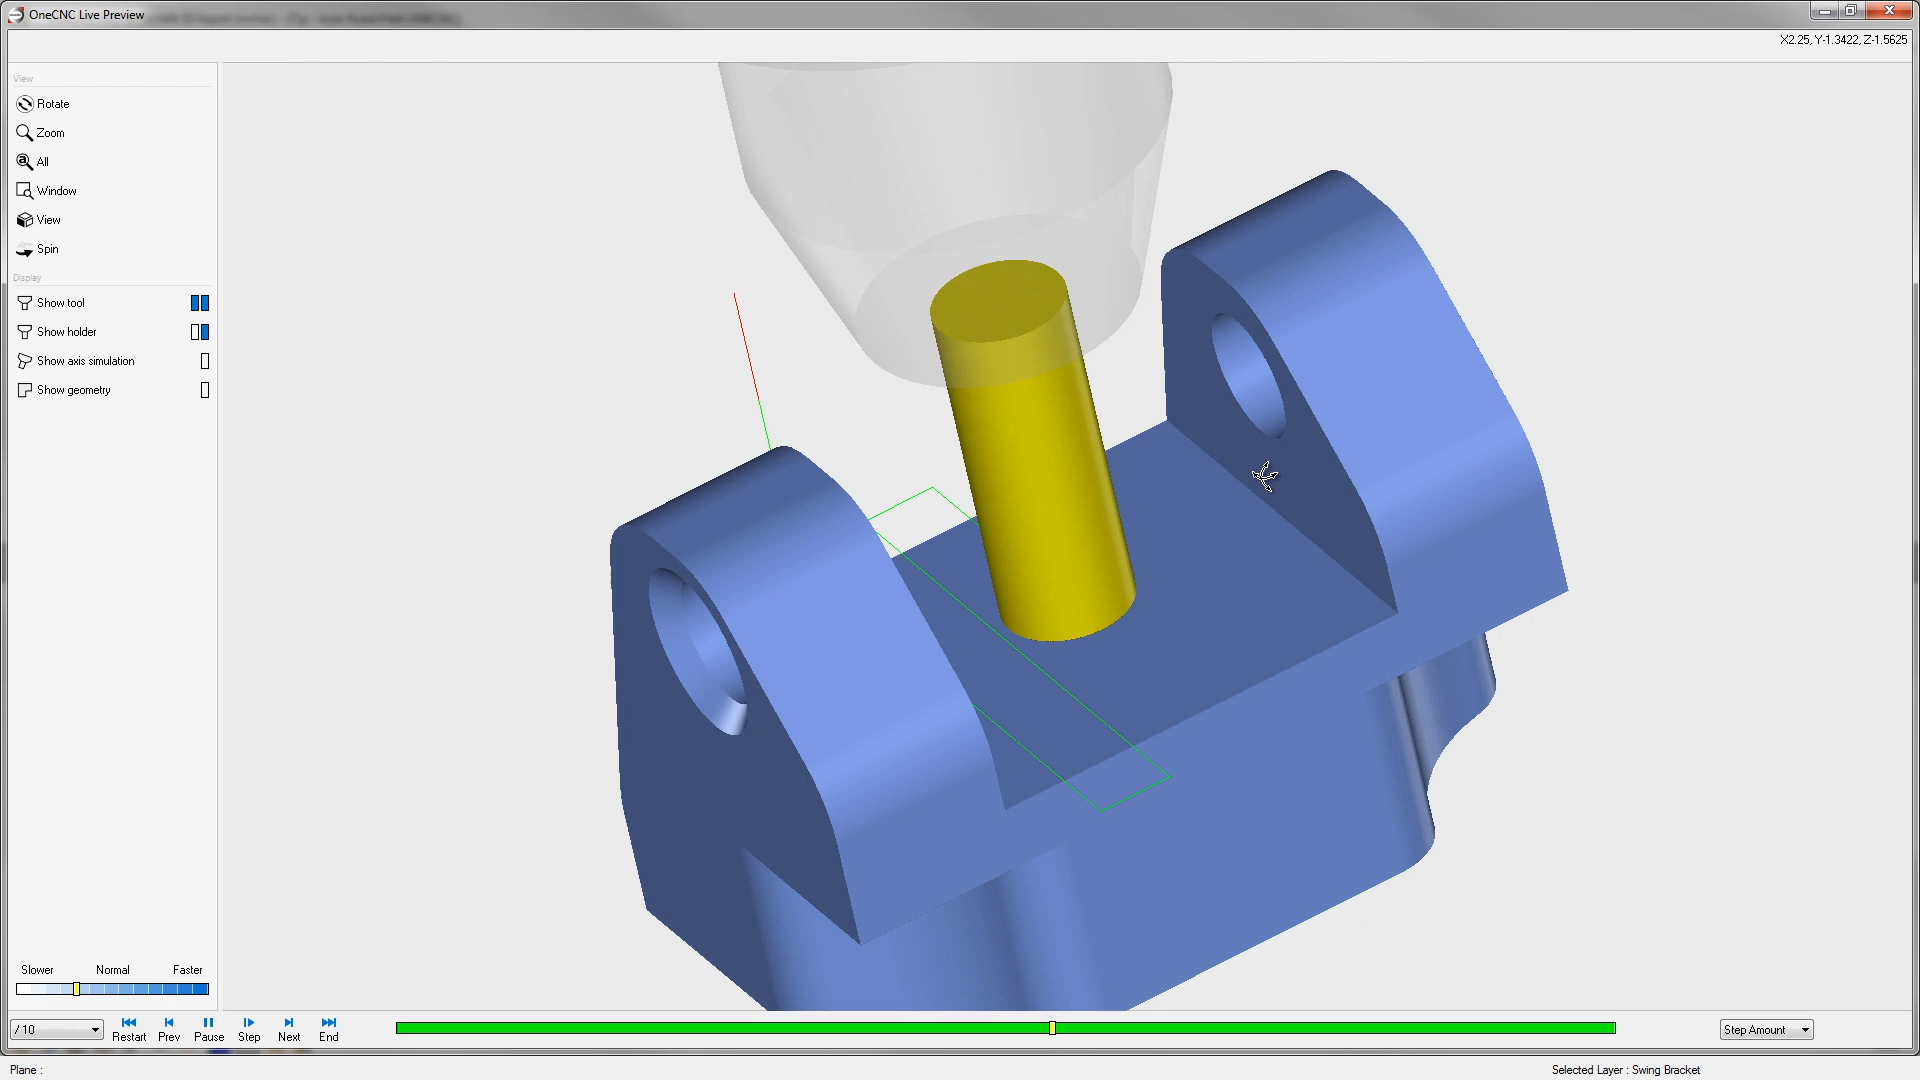 OneCNC Live Preview
X2.25, Y-1.3422, Z-1.5625
View
Rotate
Zoom
All
Window
View
Spin
Display
Show tool
Show holder
Show axis simulation
Show geometry
Slower Normal Faster
/ 10
Restart Prev Pause Step Next End
Step Amount
Plane :
Selected Layer : Swing Bracket